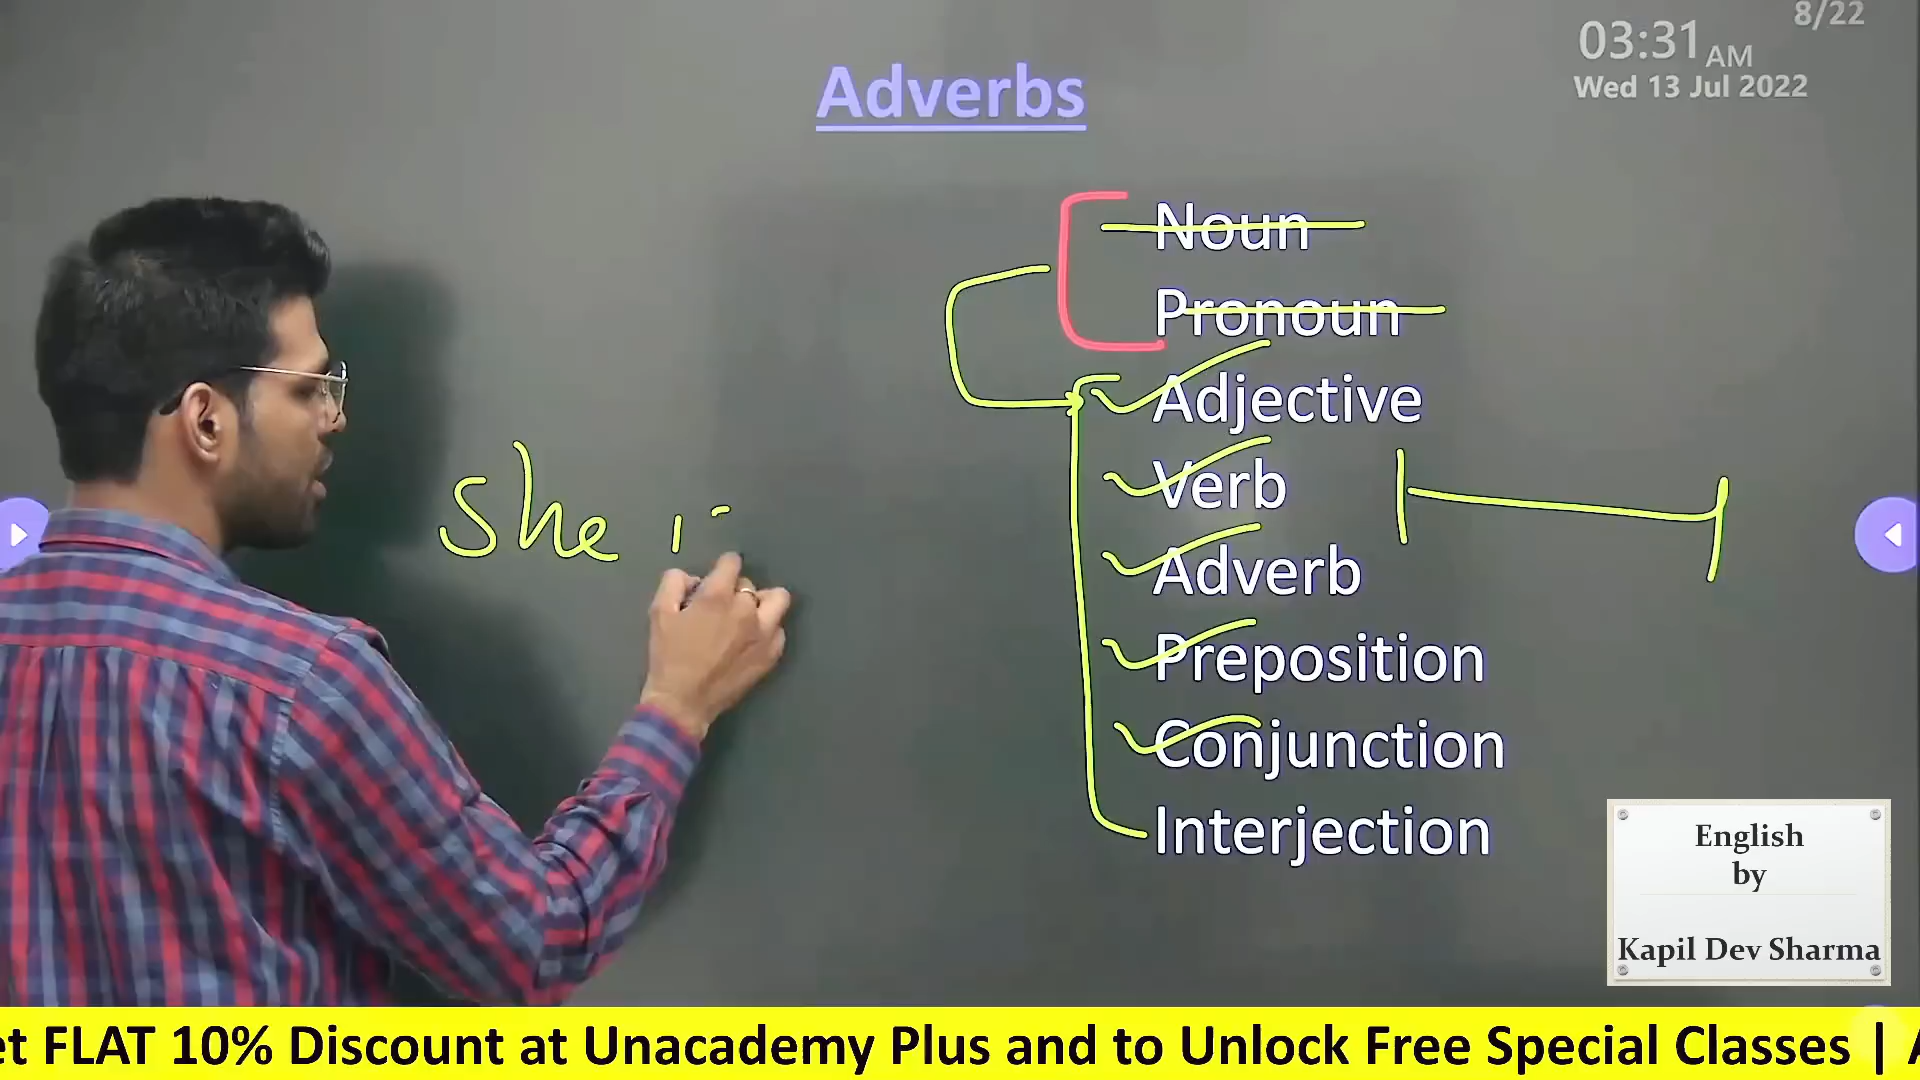 8/22
03:31 AM
Wed 13 Jul 2022
Adverbs
Noun
Pronoun
Adjective
She
Verb
Adverb
Preposition
Conjunction
Interjection
English
by
Kapil Dev Sharma
et FLAT 10% Discount at Unacademy Plus and to Unlock Free Special Classes | A